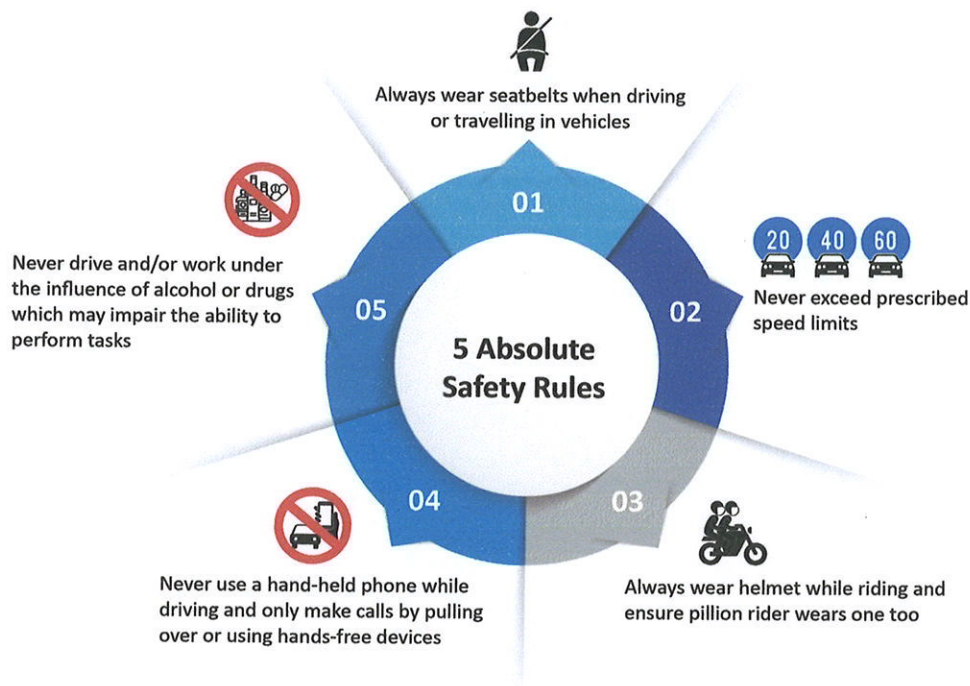 Always wear seatbelts when driving
or travelling in vehicles
01
20 40 60
Never exceed prescribed
speed limits
02
03
Always wear helmet while riding and
ensure pillion rider wears one too
04
Never use a hand-held phone while
driving and only make calls by pulling
over or using hands-free devices
05
Never drive and/or work under
the influence of alcohol or drugs
which may impair the ability to
perform tasks
5 Absolute
Safety Rules